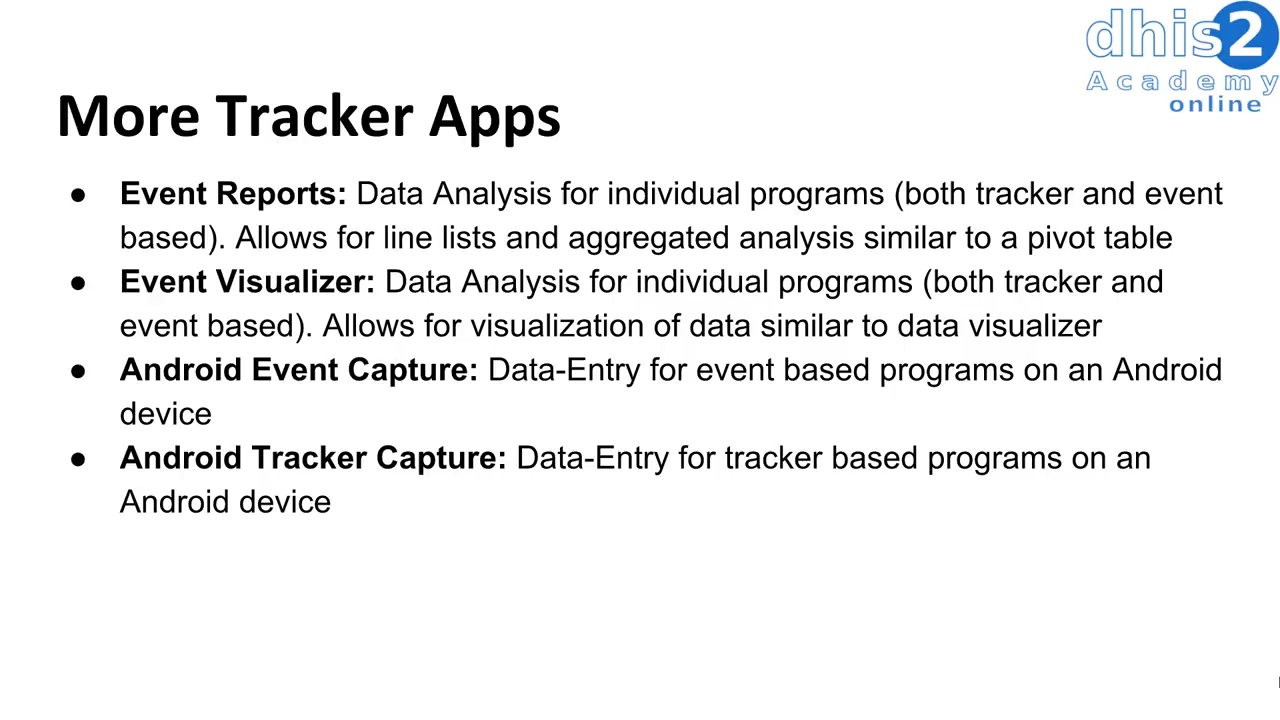 dhis2
Academy
online
More Tracker Apps
● Event Reports: Data Analysis for individual programs (both tracker and event
based). Allows for line lists and aggregated analysis similar to a pivot table
● Event Visualizer: Data Analysis for individual programs (both tracker and
event based). Allows for visualization of data similar to data visualizer
● Android Event Capture: Data-Entry for event based programs on an Android
device
● Android Tracker Capture: Data-Entry for tracker based programs on an
Android device